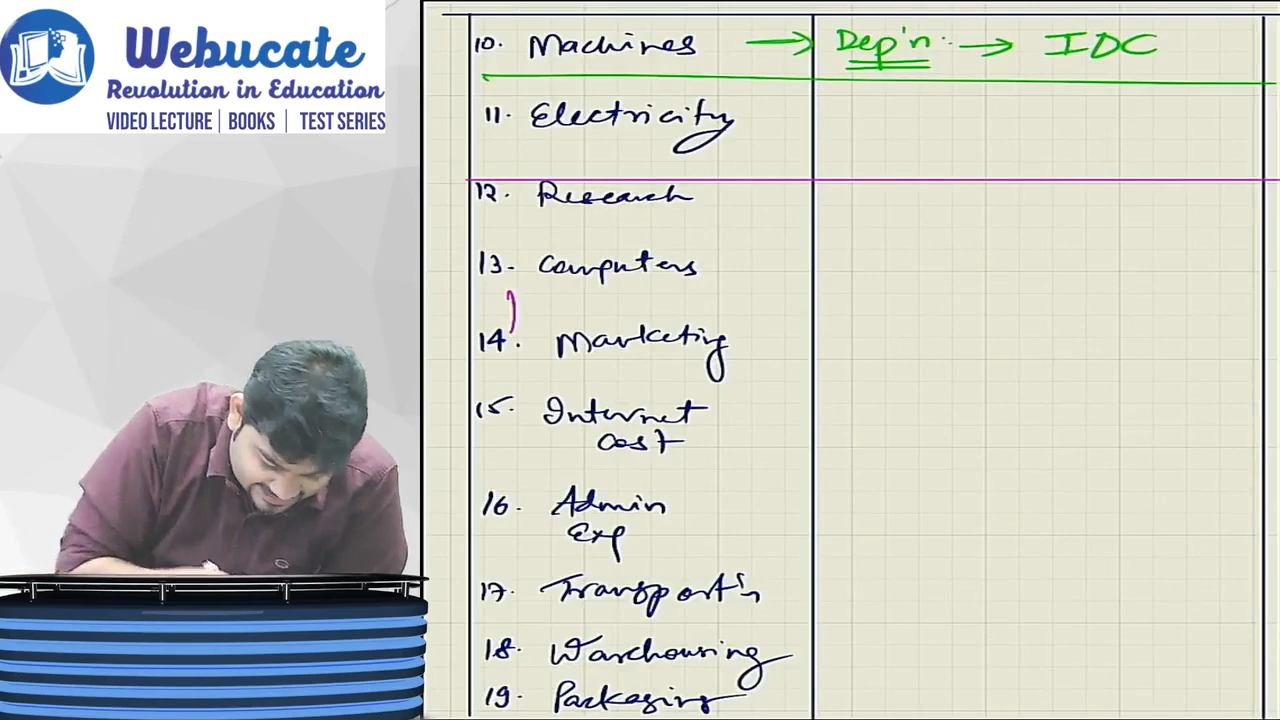 Webucate
Revolution in Education
VIDEO LECTURE | BOOKS | TEST SERIES
10. Machines → Dep'n. → IDC
11. Electricity
12. Research
13. Computers
14. Marketing
15. Internet
Cost
16. Admin
Exp
17. Transport'n
18. Warehousing
19. Packaging